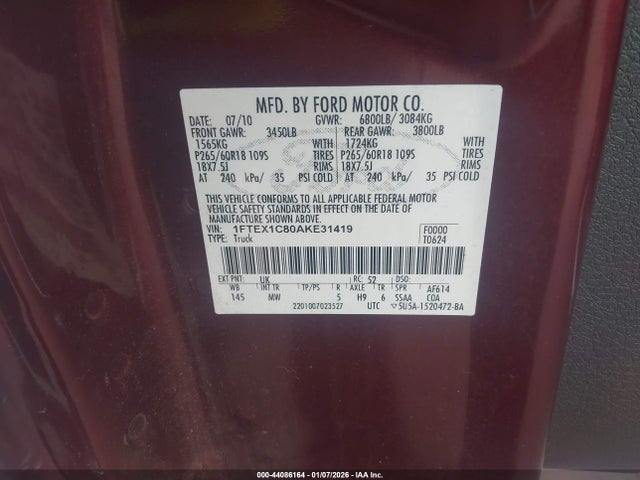 MFD. BY FORD MOTOR CO.
DATE: 07/10 GVWR: 6800LB/ 3084KG
FRONT GAWR: 3450LB REAR GAWR: 3800LB
1565KG WITH 1724KG WITH
P265/60R18 109S TIRES P265/60R18 109S TIRES
18X7.5J RIMS 18X7.5J RIMS
AT 240 kPa/ 35 PSI COLD AT 240 kPa/ 35 PSI COLD
THIS VEHICLE CONFORMS TO ALL APPLICABLE FEDERAL MOTOR
VEHICLE SAFETY STANDARDS IN EFFECT ON THE DATE OF
MANUFACTURE SHOWN ABOVE.
VIN: 1FTEX1C80AKE31419 F0000
TYPE: Truck T0624
EXT PNT: UK RC: 52 DSO:
WB INT TR TP/PS R AXLE TR SPR AF614
145 MW 5 H9 6 SSAA COA
2201007023527 UTC ▽5U5A-1520472-BA
Ford
000-44086164 | 01/07/2026 - IAA Inc.